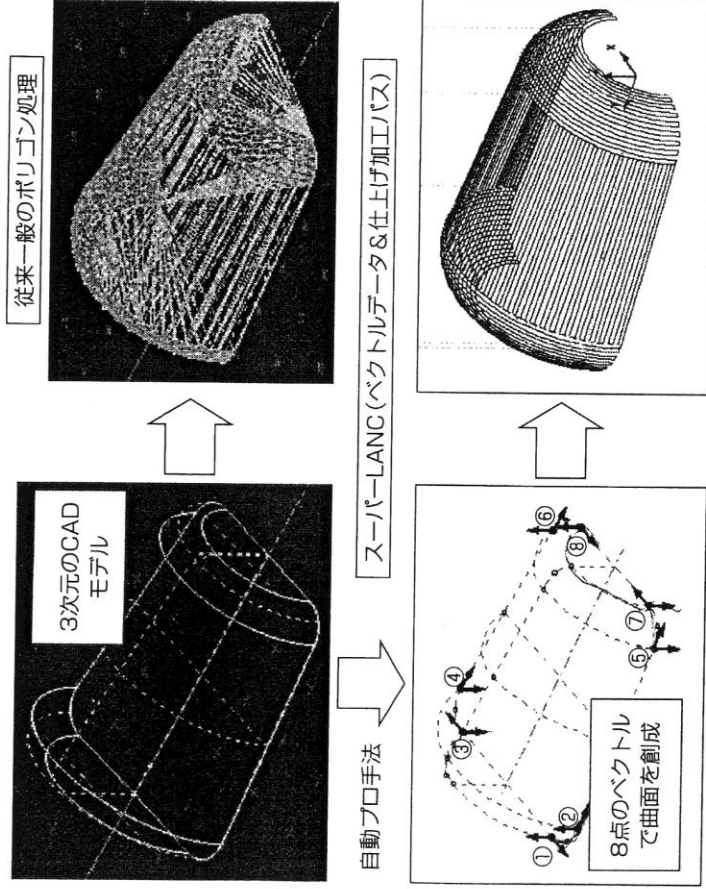 従来一般のポリゴン処理
3次元のCAD
モデル
自動プロ手法
スーパーLANC(ベクトルデータ&仕上げ加工パス)
①
②
③
④
⑤
⑥
⑦
⑧
8点のベクトル
で曲面を創成
X